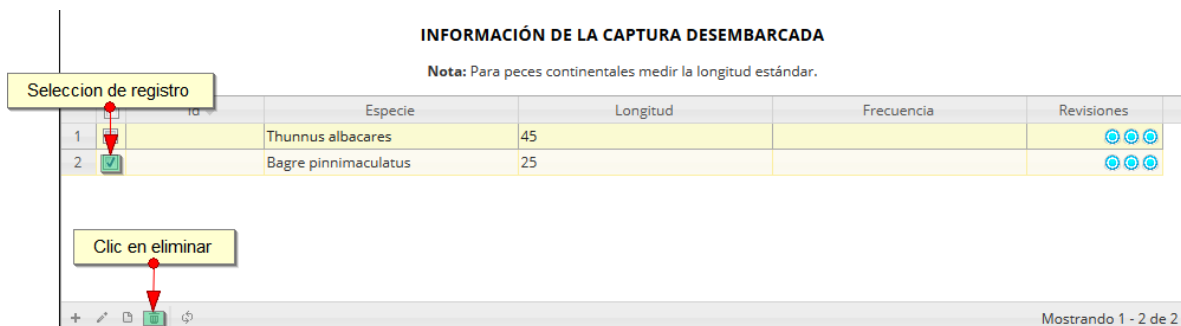 INFORMACIÓN DE LA CAPTURA DESEMBARCADA
Nota: Para peces continentales medir la longitud estándar.
Seleccion de registro
Id Especie Longitud Frecuencia Revisiones
1 Thunnus albacares 45
2 Bagre pinnimaculatus 25
Clic en eliminar
Mostrando 1 - 2 de 2